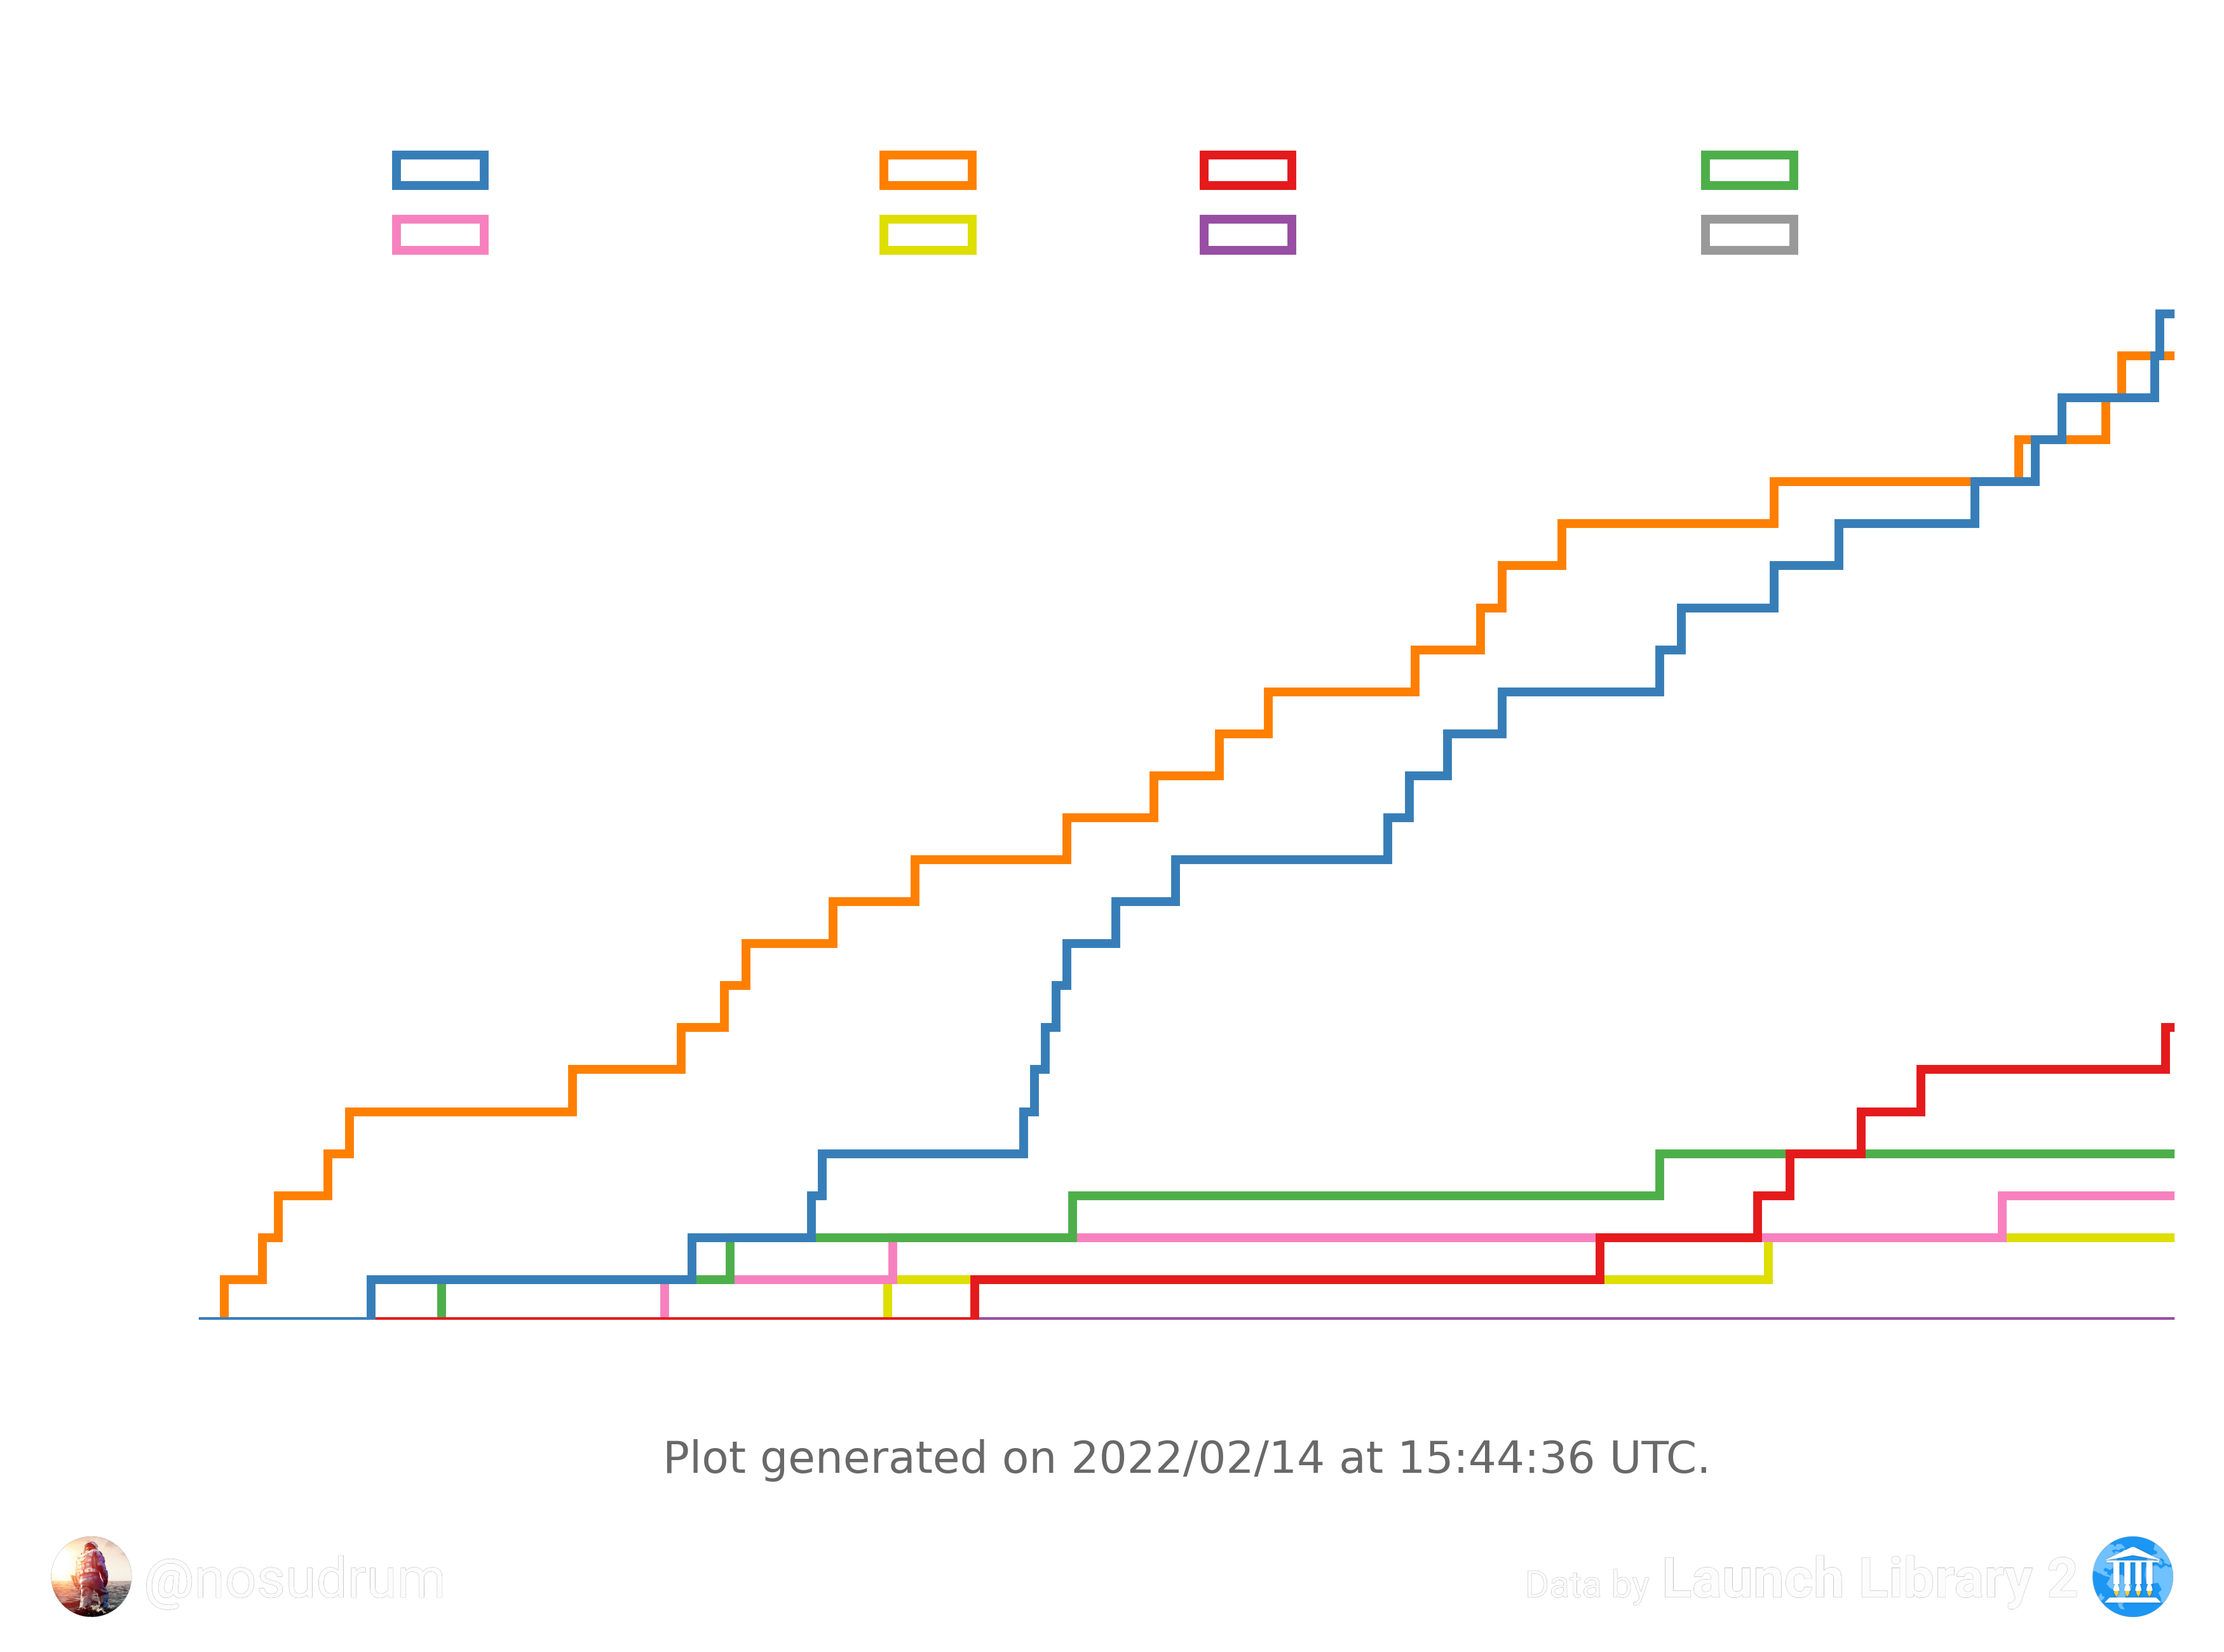 Plot generated on 2022/02/14 at 15:44:36 UTC.
@nosudrum
Data by Launch Library 2